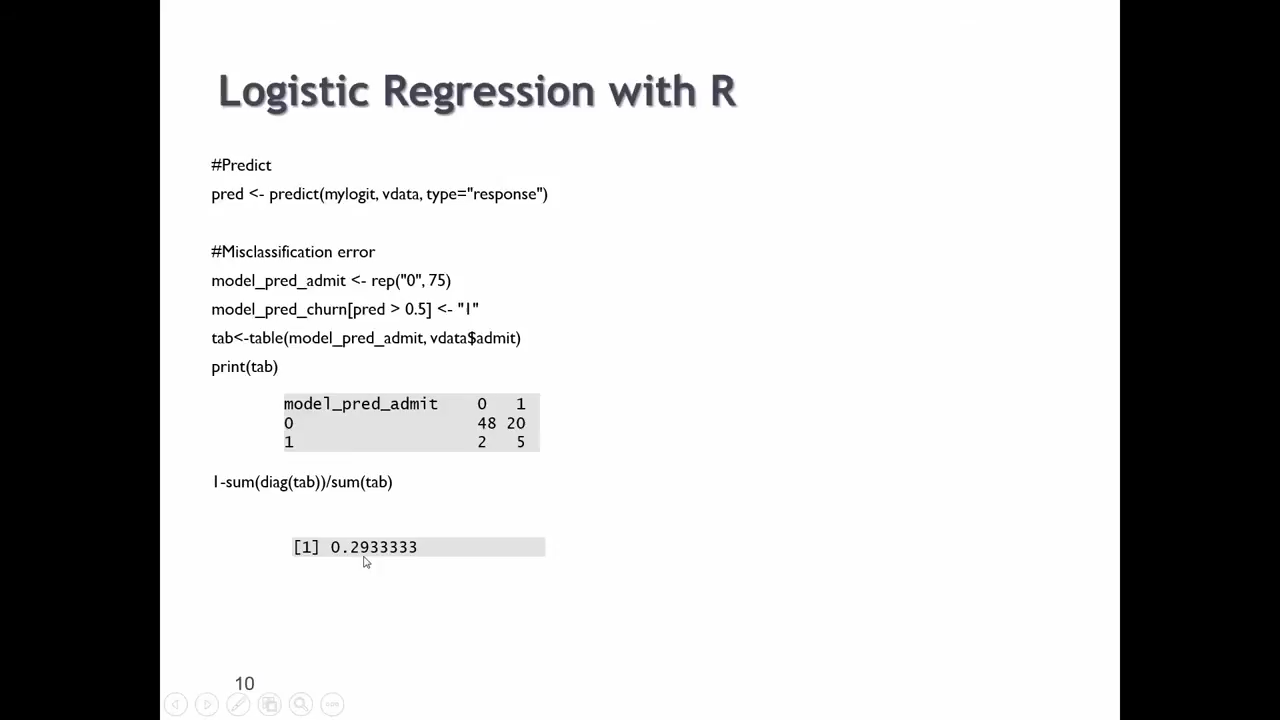 Logistic Regression with R
#Predict
pred <- predict(mylogit, vdata, type="response")
#Misclassification error
model_pred_admit <- rep("0", 75)
model_pred_churn[pred > 0.5] <- "1"
tab<-table(model_pred_admit, vdata$admit)
print(tab)
model_pred_admit 0 1
0 48 20
1 2 5
1-sum(diag(tab))/sum(tab)
[1] 0.2933333
10